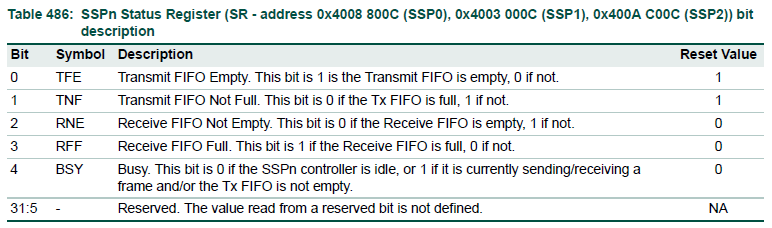 Table 486: SSPn Status Register (SR - address 0x4008 800C (SSP0), 0x4003 000C (SSP1), 0x400A C00C (SSP2)) bit
description
Bit Symbol Description Reset Value
0 TFE Transmit FIFO Empty. This bit is 1 is the Transmit FIFO is empty, 0 if not. 1
1 TNF Transmit FIFO Not Full. This bit is 0 if the Tx FIFO is full, 1 if not. 1
2 RNE Receive FIFO Not Empty. This bit is 0 if the Receive FIFO is empty, 1 if not. 0
3 RFF Receive FIFO Full. This bit is 1 if the Receive FIFO is full, 0 if not. 0
4 BSY Busy. This bit is 0 if the SSPn controller is idle, or 1 if it is currently sending/receiving a 0
frame and/or the Tx FIFO is not empty.
31:5 - Reserved. The value read from a reserved bit is not defined. NA